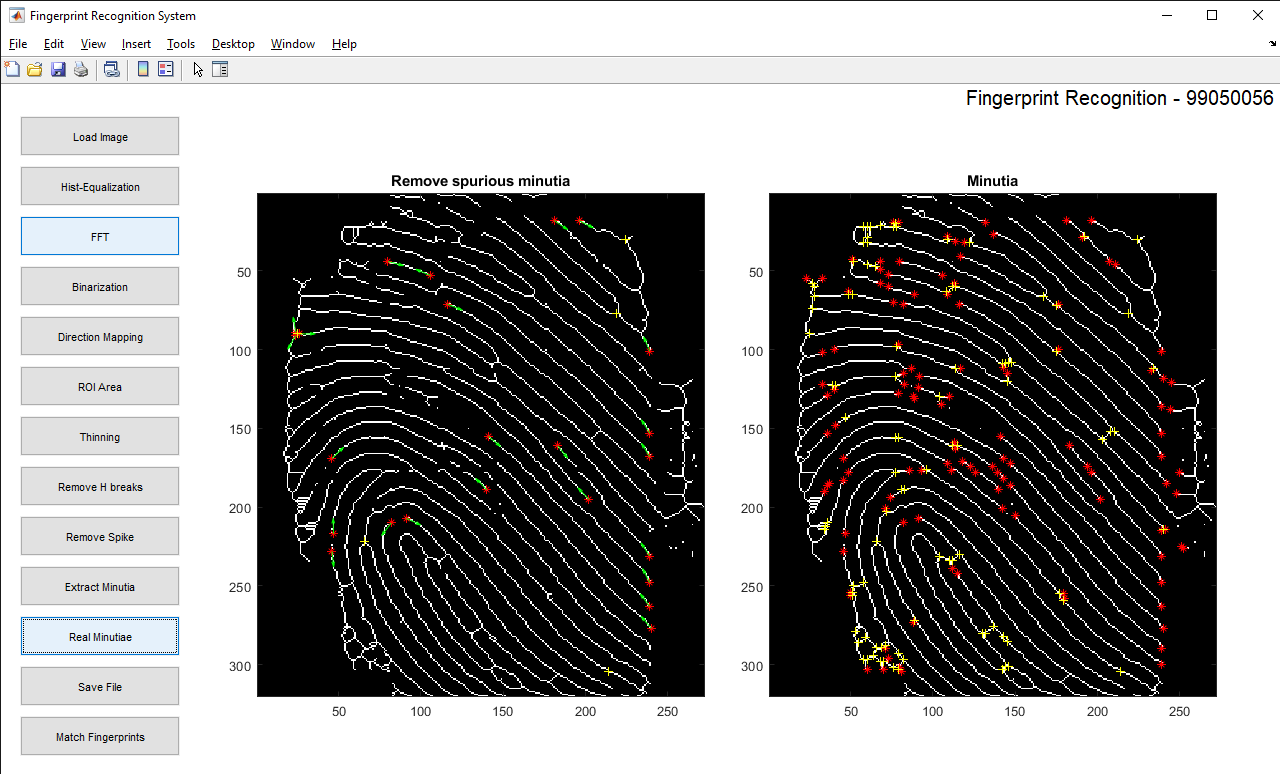 Fingerprint Recognition System
File Edit View Insert Tools Desktop Window Help
Fingerprint Recognition - 99050056
Load Image
Hist-Equalization
FFT
Binarization
Direction Mapping
ROI Area
Thinning
Remove H breaks
Remove Spike
Extract Minutia
Real Minutiae
Save File
Match Fingerprints
Remove spurious minutia
50
100
150
200
250
300
50 100 150 200 250
Minutia
50
100
150
200
250
300
50 100 150 200 250